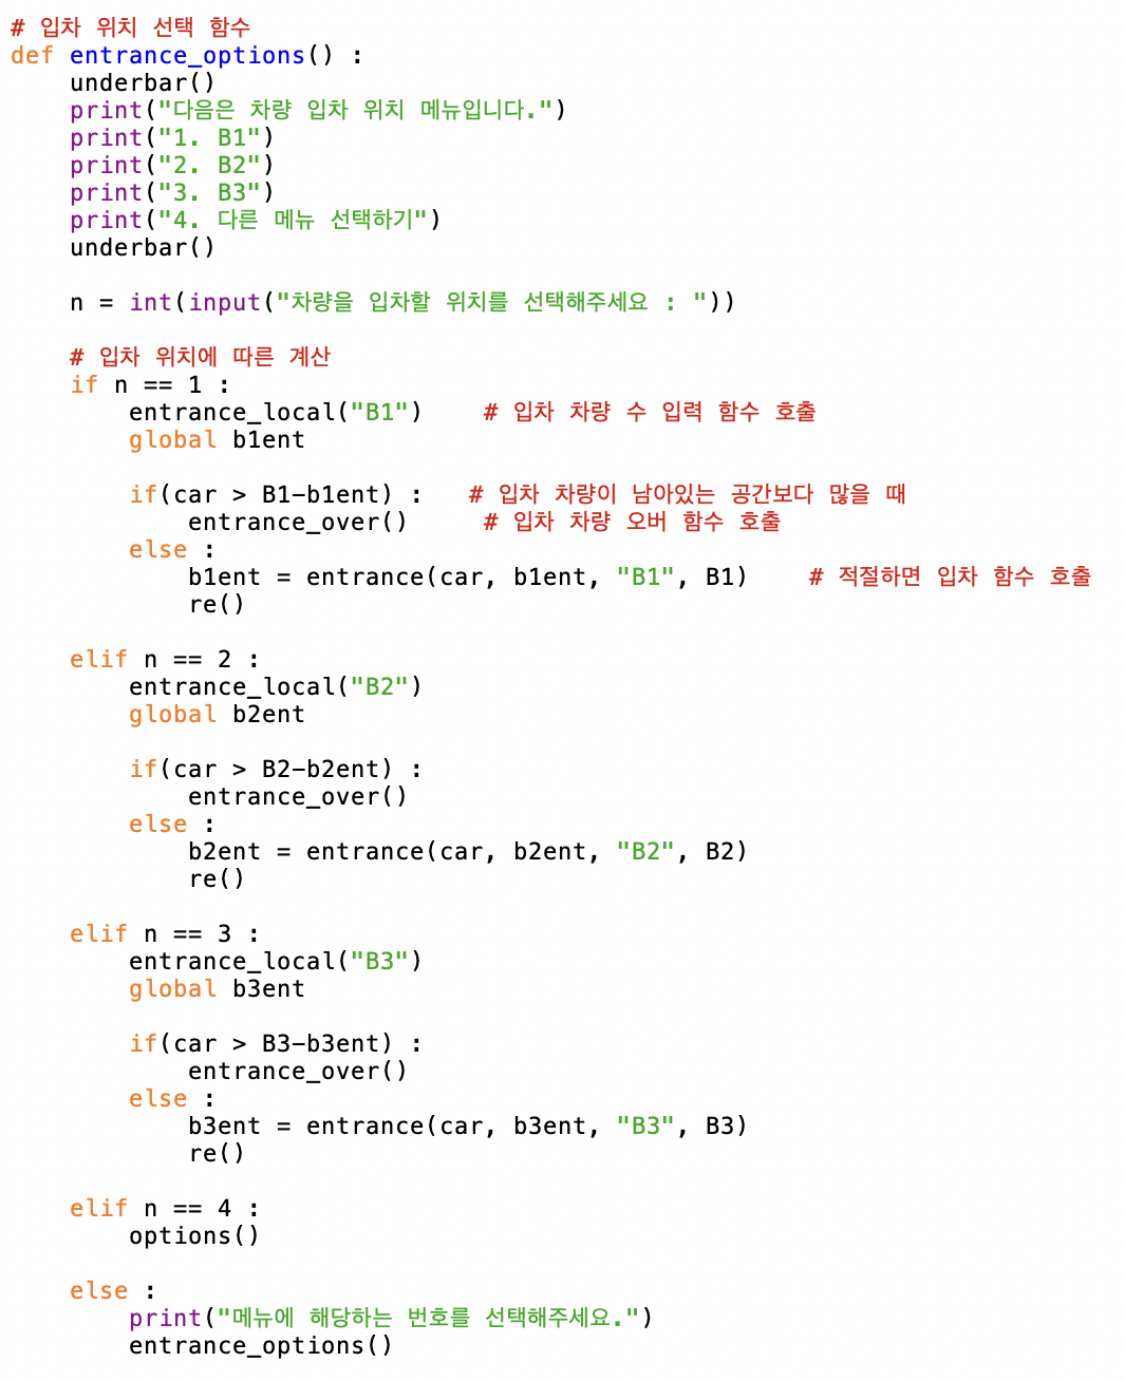 # 입차 위치 선택 함수
def entrance_options() :
    underbar()
    print("다음은 차량 입차 위치 메뉴입니다.")
    print("1. B1")
    print("2. B2")
    print("3. B3")
    print("4. 다른 메뉴 선택하기")
    underbar()

    n = int(input("차량을 입차할 위치를 선택해주세요 : "))

    # 입차 위치에 따른 계산
    if n == 1 :
        entrance_local("B1")    # 입차 차량 수 입력 함수 호출
        global b1ent

        if(car > B1-b1ent) :   # 입차 차량이 남아있는 공간보다 많을 때
            entrance_over()     # 입차 차량 오버 함수 호출
        else :
            b1ent = entrance(car, b1ent, "B1", B1)    # 적절하면 입차 함수 호출
            re()

    elif n == 2 :
        entrance_local("B2")
        global b2ent

        if(car > B2-b2ent) :
            entrance_over()
        else :
            b2ent = entrance(car, b2ent, "B2", B2)
            re()

    elif n == 3 :
        entrance_local("B3")
        global b3ent

        if(car > B3-b3ent) :
            entrance_over()
        else :
            b3ent = entrance(car, b3ent, "B3", B3)
            re()

    elif n == 4 :
        options()

    else :
        print("메뉴에 해당하는 번호를 선택해주세요.")
        entrance_options()